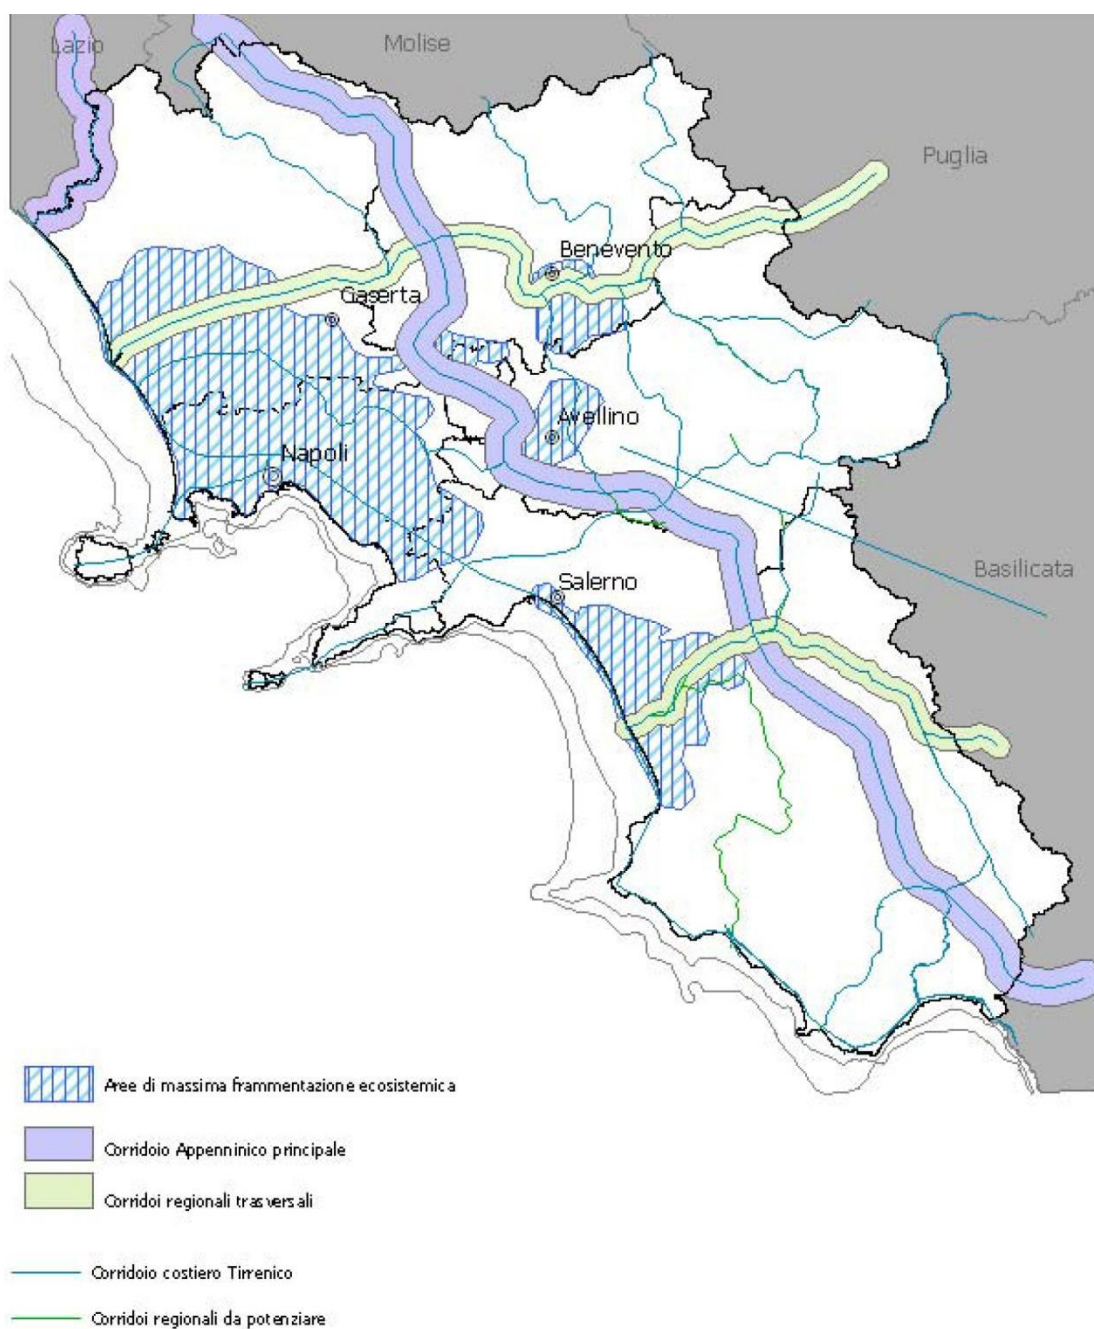 Lazio
Molise
Puglia
Benevento
Caserta
Avellino
Napoli
Salerno
Basilicata
Aree di massima frammentazione ecosistemica
Corridoio Appenninico principale
Corridoi regionali trasversali
Corridoio costiero Tirrenico
Corridoi regionali da potenziare